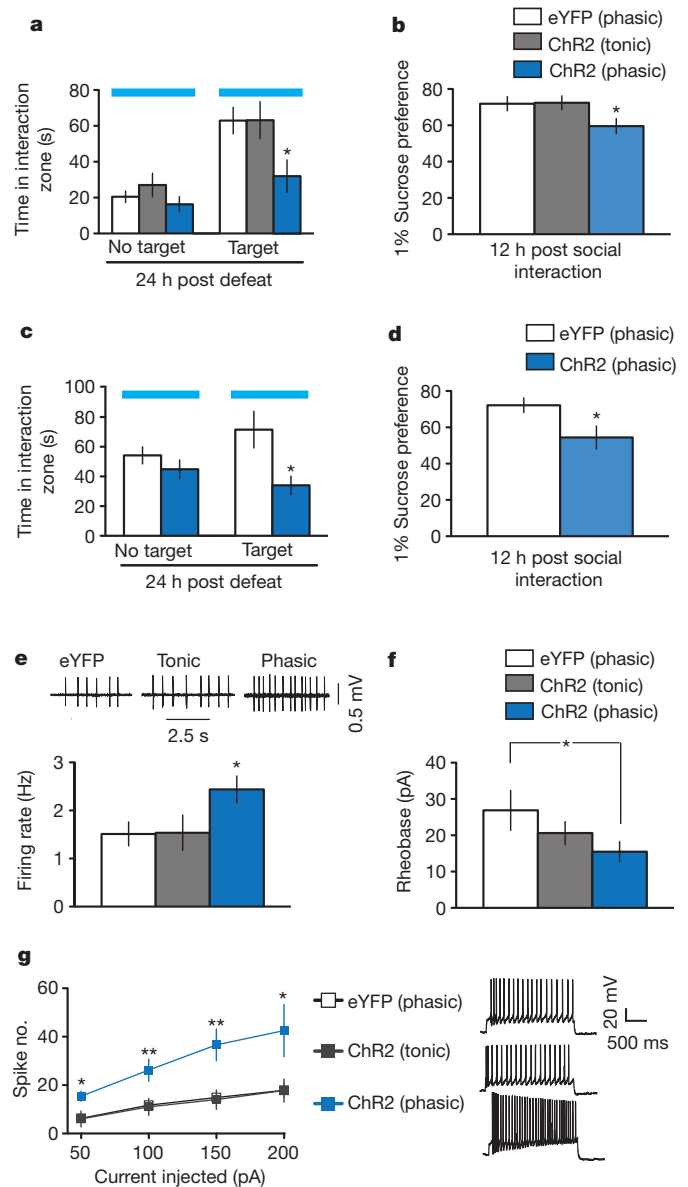 a
eYFP (phasic)
ChR2 (tonic)
ChR2 (phasic)
b
Time in interaction
zone (s)
80
60
40
20
0
*
No target
Target
24 h post defeat
1% Sucrose preference
80
60
40
20
0
*
12 h post social
interaction
c
Time in interaction
zone (s)
100
80
60
40
20
0
*
No target
Target
24 h post defeat
d
eYFP (phasic)
ChR2 (phasic)
1% Sucrose preference
80
60
40
20
0
*
12 h post social
interaction
e
eYFP
Tonic
Phasic
0.5 mV
2.5 s
Firing rate (Hz)
3
2
1
0
*
f
eYFP (phasic)
ChR2 (tonic)
ChR2 (phasic)
Rheobase (pA)
40
30
20
10
0
*
g
Spike no.
60
40
20
0
*
**
**
*
50
100
150
200
Current injected (pA)
eYFP (phasic)
ChR2 (tonic)
ChR2 (phasic)
20 mV
500 ms